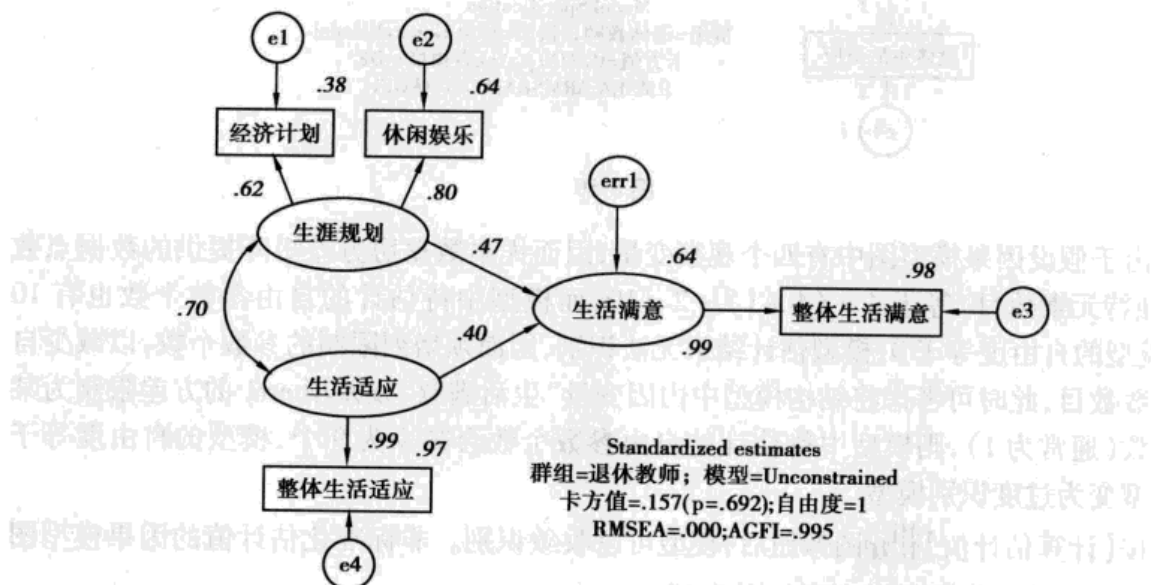 e1
e2
.38
.64
经济计划
休闲娱乐
.62
.80
err1
生涯规划
.47
.64
.98
.70
生活满意
整体生活满意
e3
.40
.99
生活适应
.99
.97
整体生活适应
e4
Standardized estimates
群组=退休教师；模型=Unconstrained
卡方值=.157(p=.692);自由度=1
RMSEA=.000;AGFI=.995